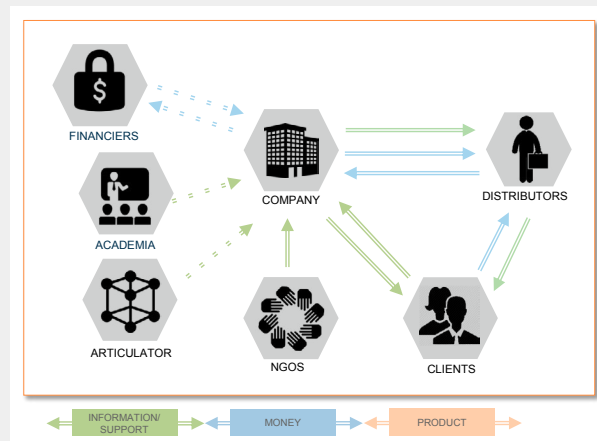 $
FINANCIERS
COMPANY
DISTRIBUTORS
ACADEMIA
ARTICULATOR
NGOS
CLIENTS
INFORMATION/
SUPPORT
MONEY
PRODUCT